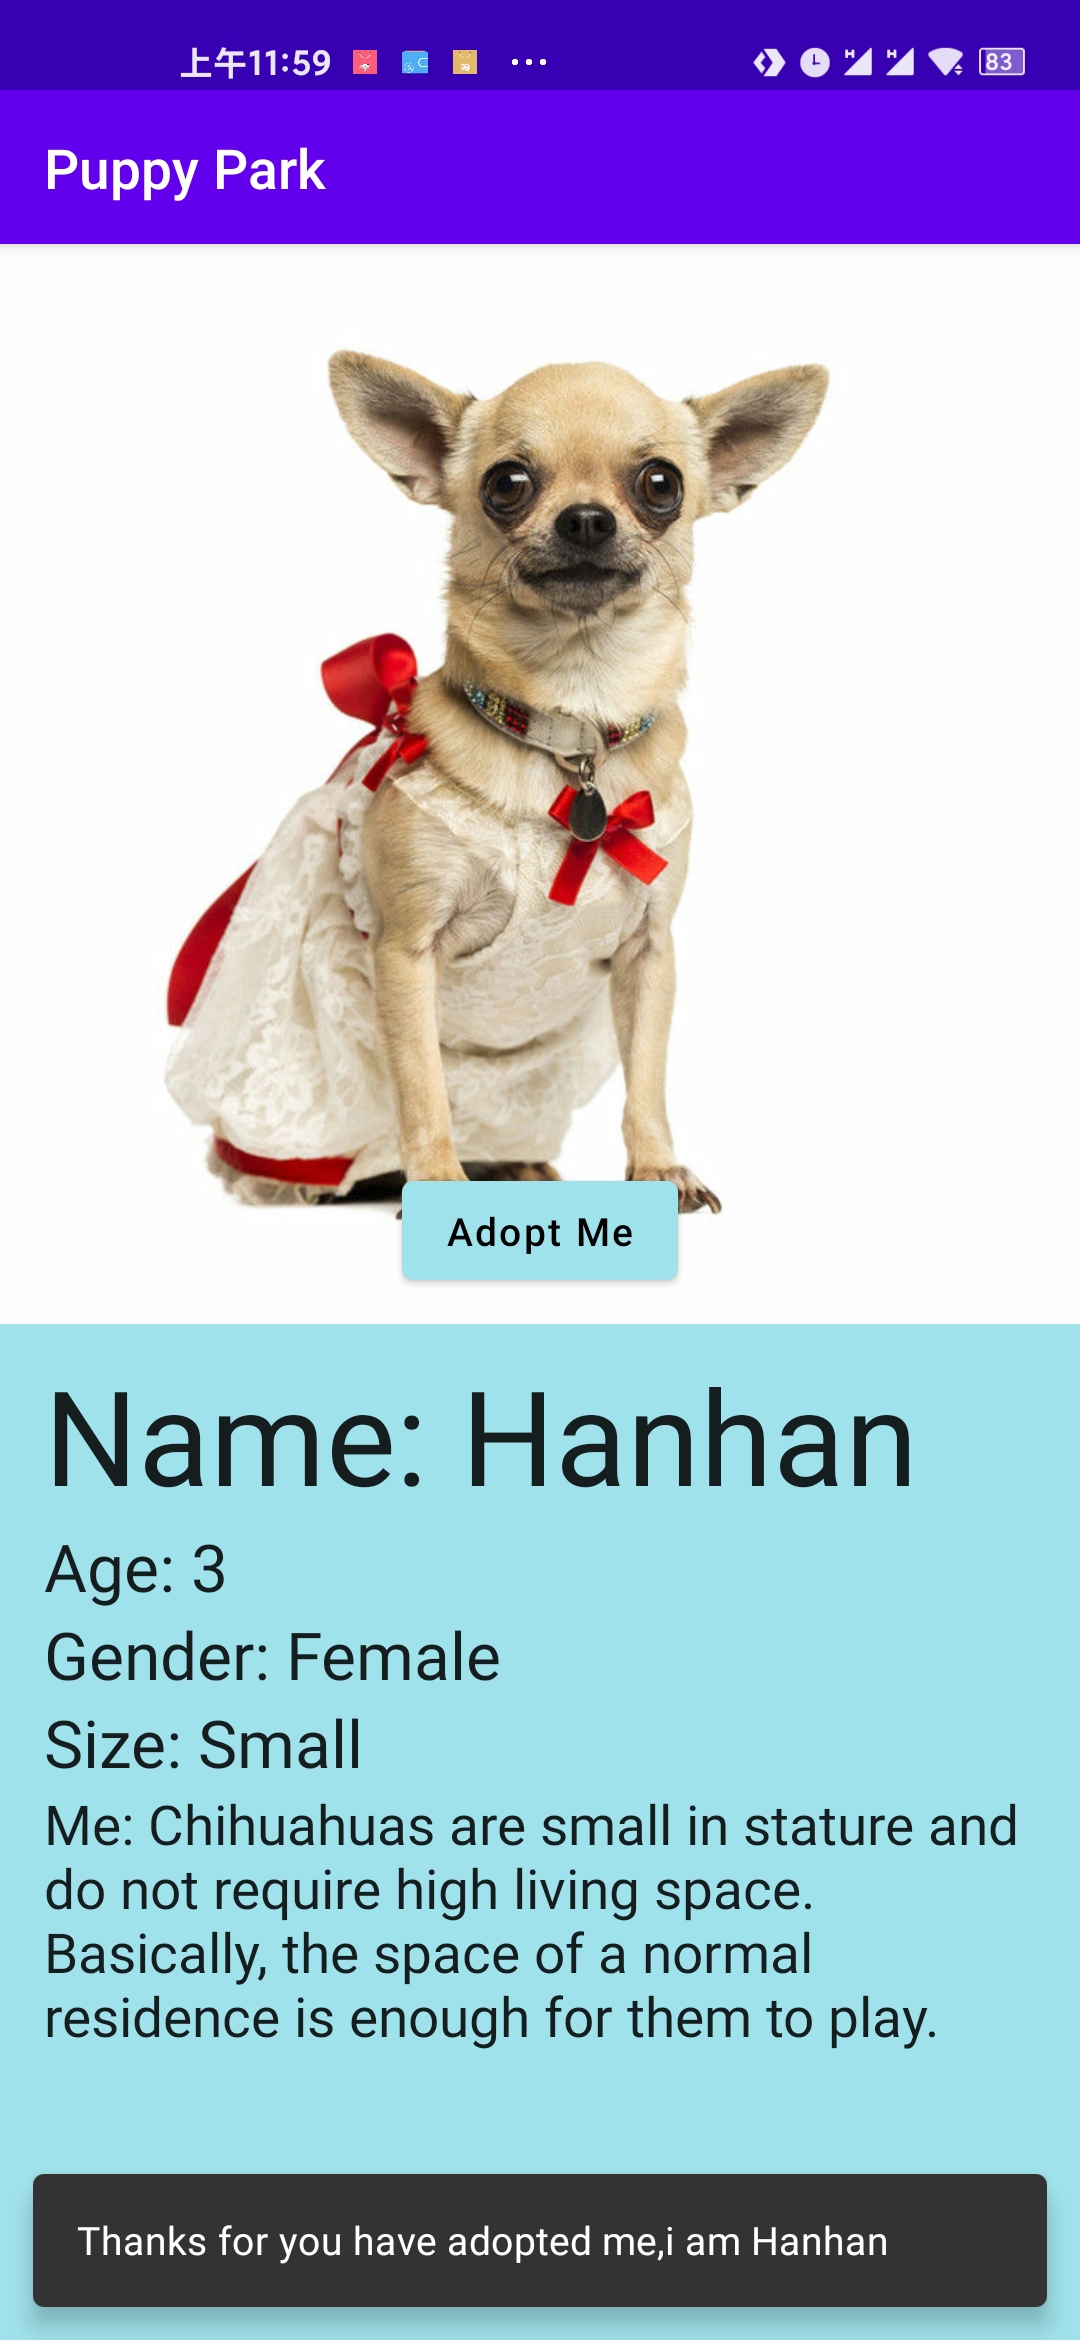 上午11:59
83
Puppy Park
Adopt Me
Name: Hanhan
Age: 3
Gender: Female
Size: Small
Me: Chihuahuas are small in stature and
do not require high living space.
Basically, the space of a normal
residence is enough for them to play.
Thanks for you have adopted me,i am Hanhan